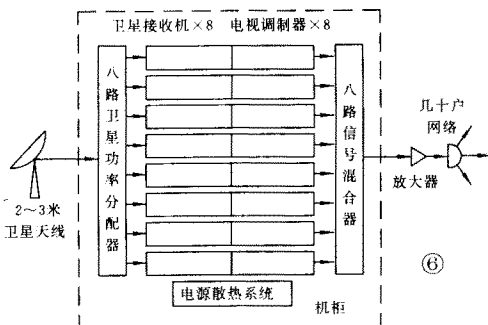 卫星接收机×8 电视调制器×8
八路卫星功率分配器
八路信号混合器
几十户
网络
放大器
2～3米
卫星天线
电源散热系统
机柜
⑥